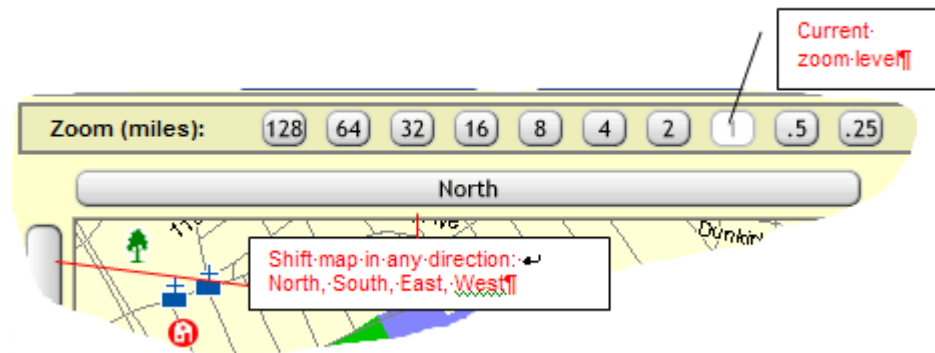 Current
zoom level¶
Zoom (miles): 128 64 32 16 8 4 2 1 .5 .25
North
Shift map in any direction: ↵
North, South, East, West¶